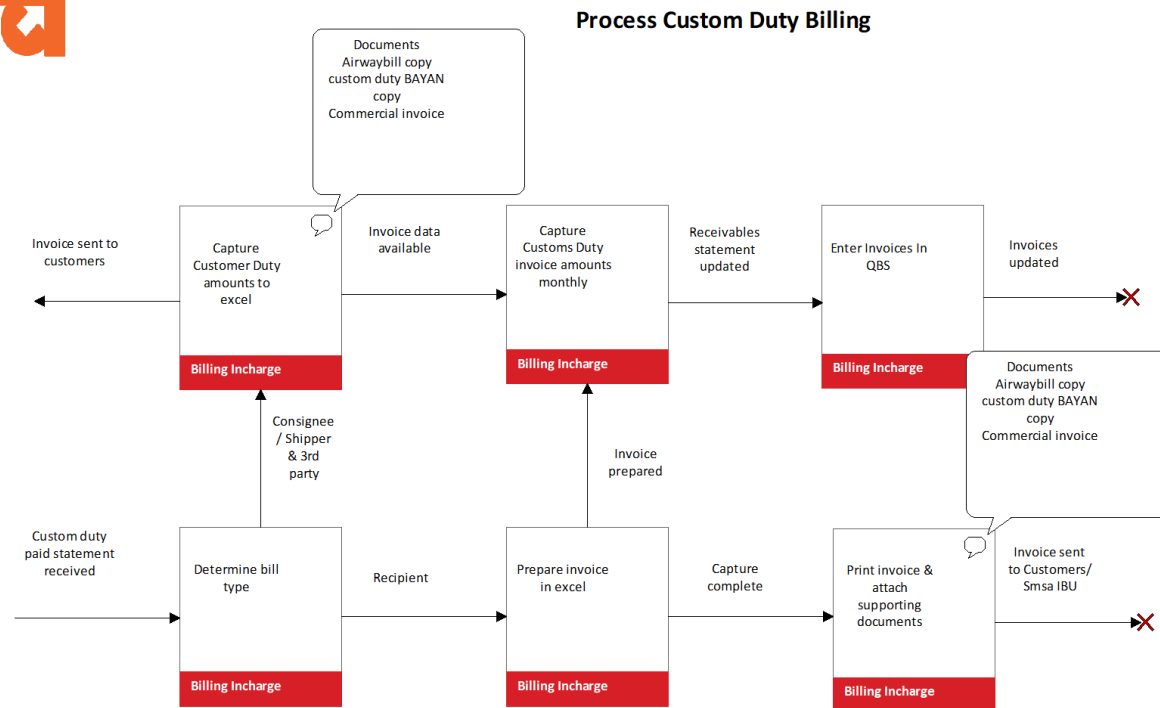 Process Custom Duty Billing
Documents
Airwaybill copy
custom duty BAYAN
copy
Commercial invoice
Invoice sent to
customers
Capture
Customer Duty
amounts to
excel
Billing Incharge
Invoice data
available
Capture
Customs Duty
invoice amounts
monthly
Billing Incharge
Receivables
statement
updated
Enter Invoices In
QBS
Billing Incharge
Invoices
updated
Documents
Airwaybill copy
custom duty BAYAN
copy
Commercial invoice
Consignee
/ Shipper
& 3rd
party
Invoice
prepared
Custom duty
paid statement
received
Determine bill
type
Billing Incharge
Recipient
Prepare invoice
in excel
Billing Incharge
Capture
complete
Print invoice &
attach
supporting
documents
Billing Incharge
Invoice sent
to Customers/
Smsa IBU